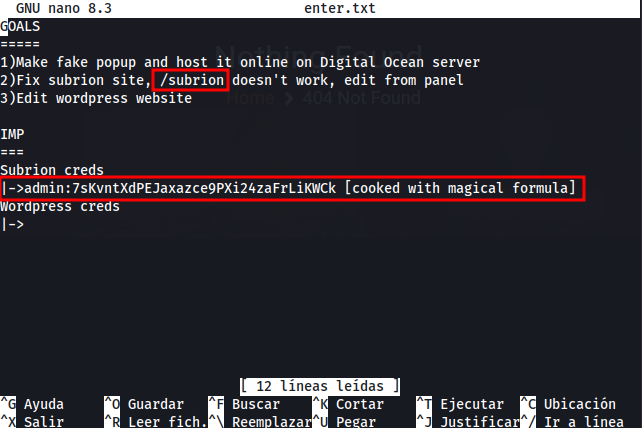 GNU nano 8.3 enter.txt
GOALS
=====
Nothing Found
1)Make fake popup and host it online on Digital Ocean server
2)Fix subrion site, /subrion doesn't work, edit from panel
3)Edit wordpress website
Home > 404 Not Found
IMP
===
Subrion creds
|->admin:7sKvntXdPEJaxazce9PXi24zaFrLiKWCk [cooked with magical formula]
Wordpress creds
|->
[ 12 líneas leídas ]
^G Ayuda ^O Guardar ^F Buscar ^K Cortar ^T Ejecutar ^C Ubicación
^X Salir ^R Leer fich. ^\ Reemplazar ^U Pegar ^J Justificar ^/ Ir a línea